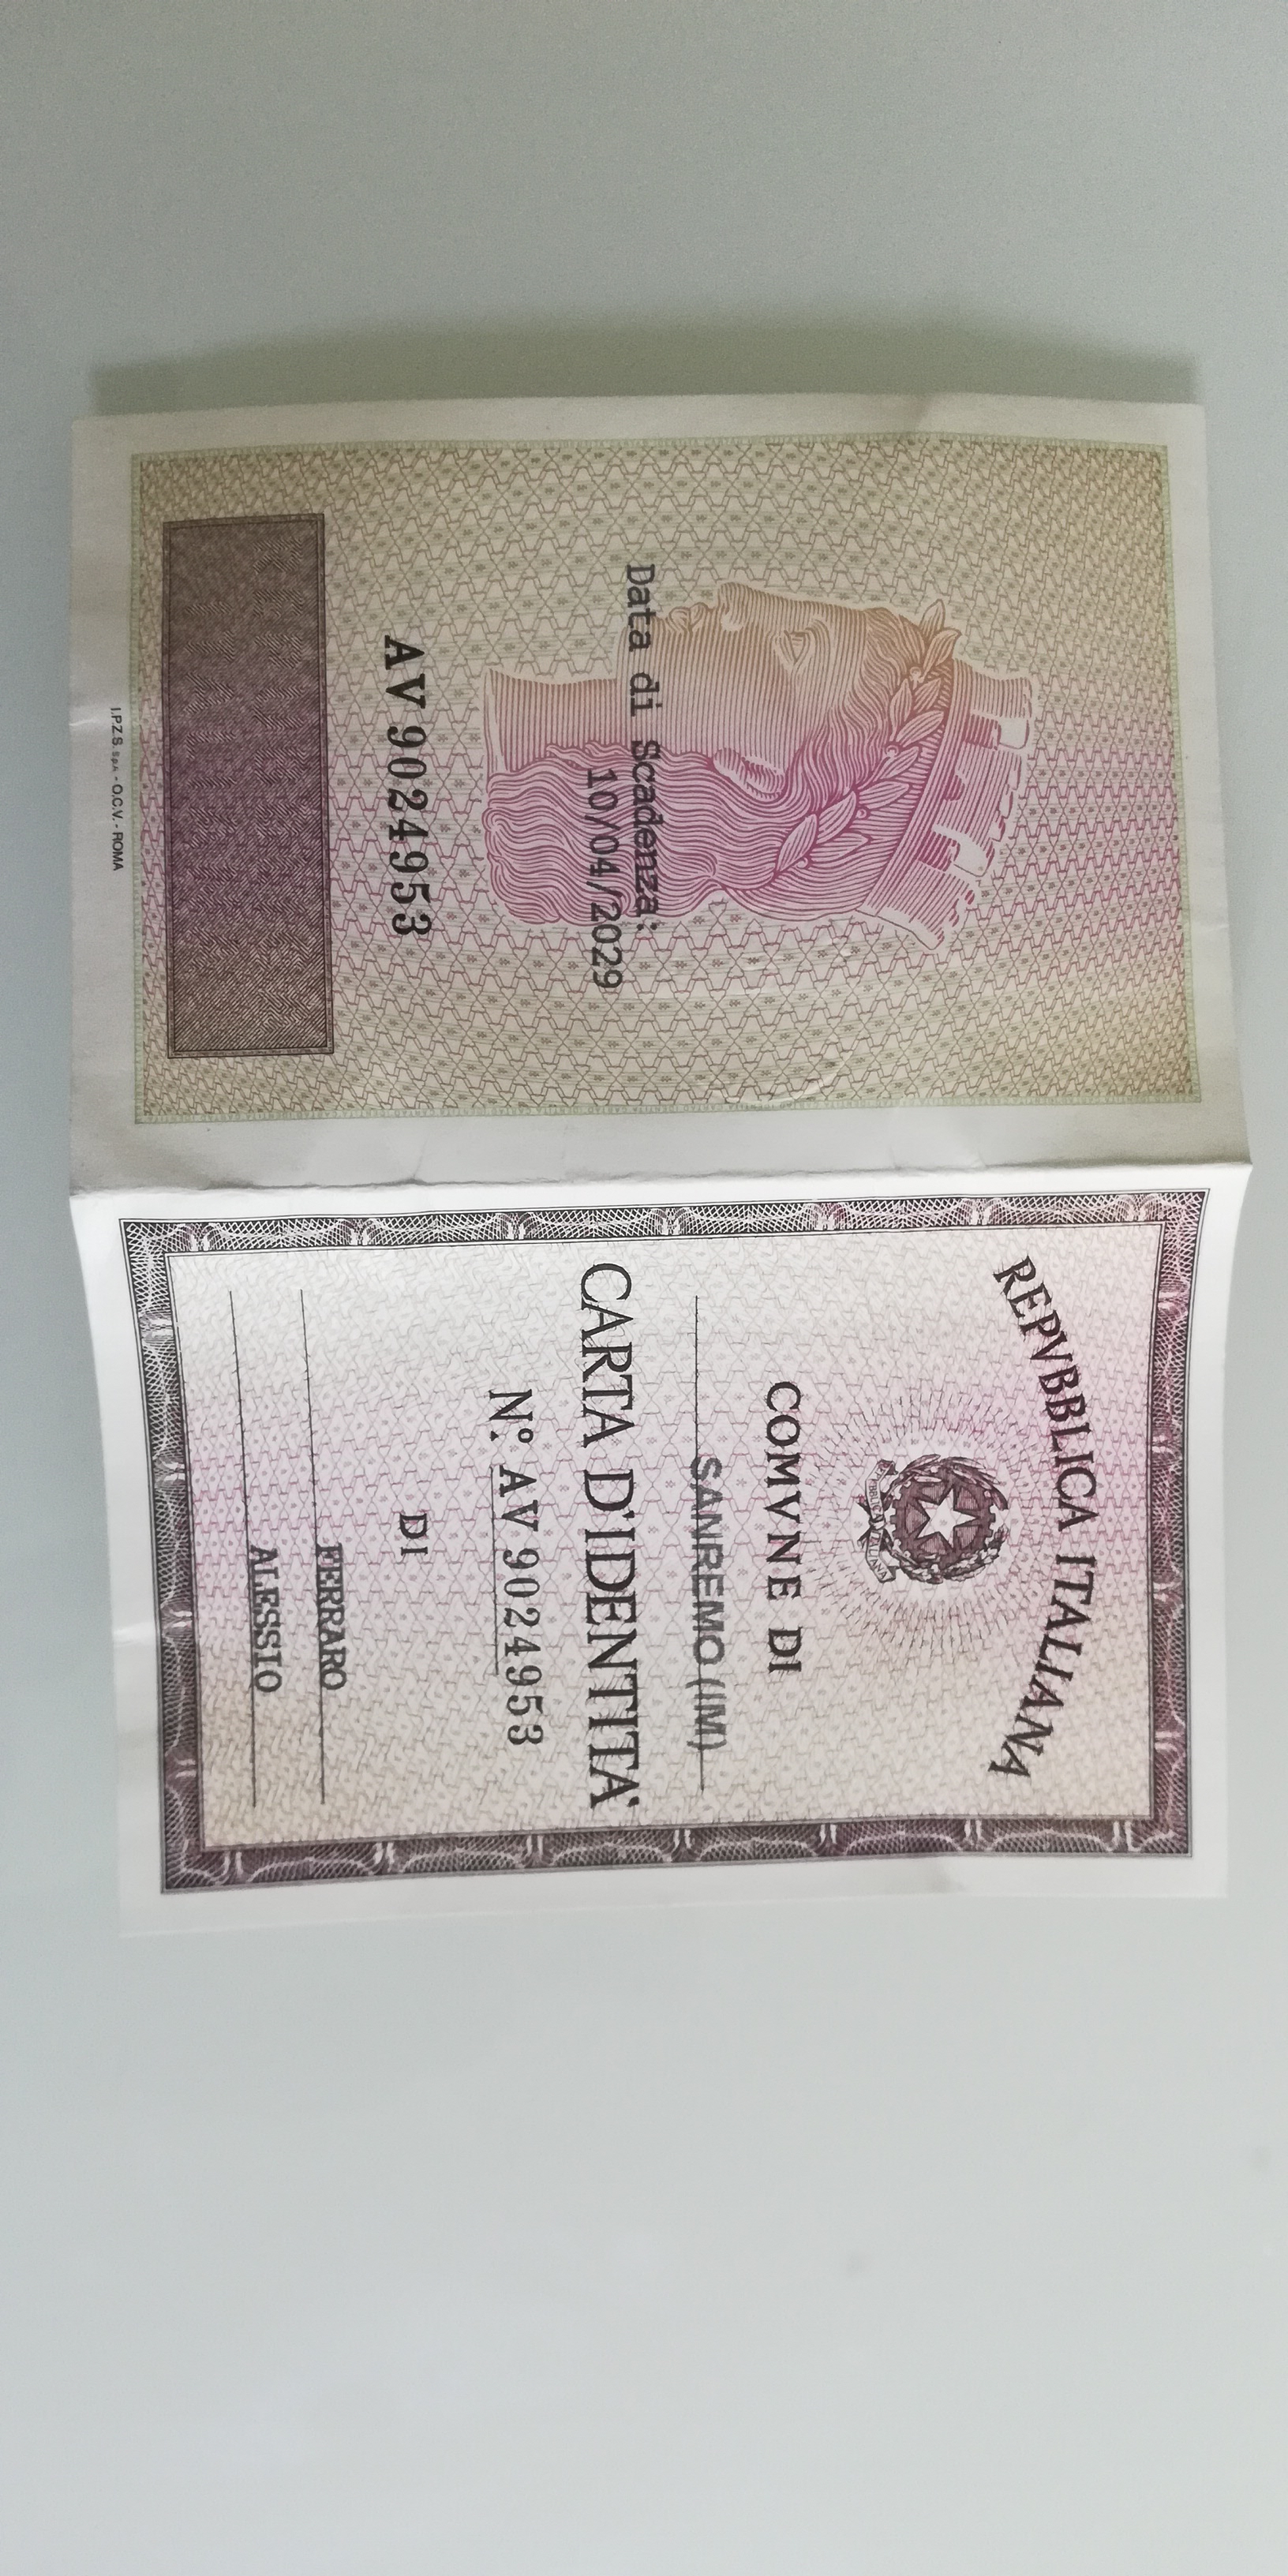 Data di Scadenza:
10/04/2029
AV 9024953
I.P.Z.S. S.p.A. - O.C.V. - ROMA
REPVBBLICA ITALIANA
COMVNE DI
SANREMO (IM)
CARTA D'IDENTITA'
N° AV 9024953
DI
FERRARO
ALESSIO